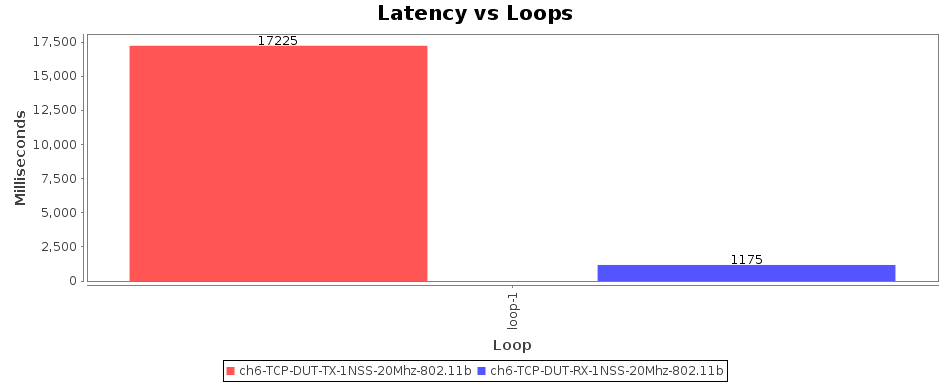 Latency vs Loops
17225
17,500
15,000
12,500
10,000
7,500
5,000
2,500
0
Milliseconds
1175
loop-1
Loop
ch6-TCP-DUT-TX-1NSS-20Mhz-802.11b ch6-TCP-DUT-RX-1NSS-20Mhz-802.11b